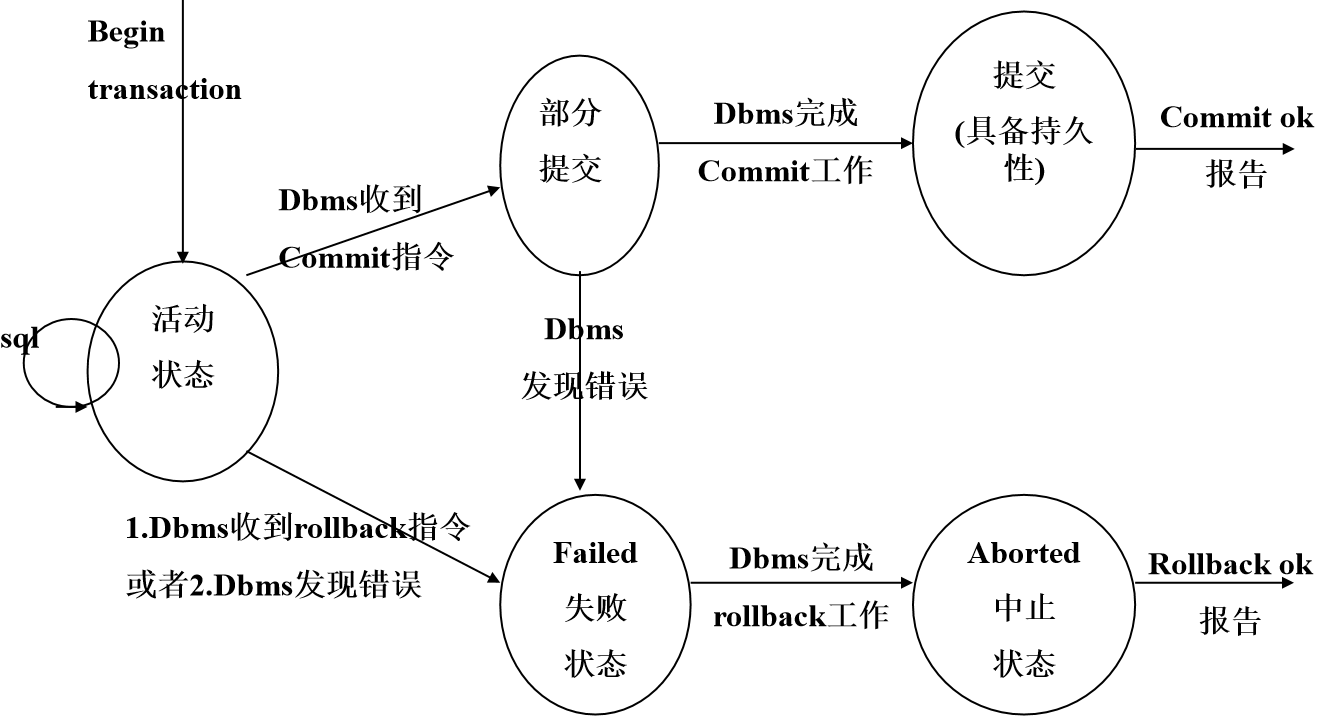 Begin
transaction
部分
提交
Dbms完成
Commit工作
提交
(具备持久
性)
Commit ok
报告
Dbms收到
Commit指令
活动
状态
sql
Dbms
发现错误
1.Dbms收到rollback指令
或者2.Dbms发现错误
Failed
失败
状态
Dbms完成
rollback工作
Aborted
中止
状态
Rollback ok
报告